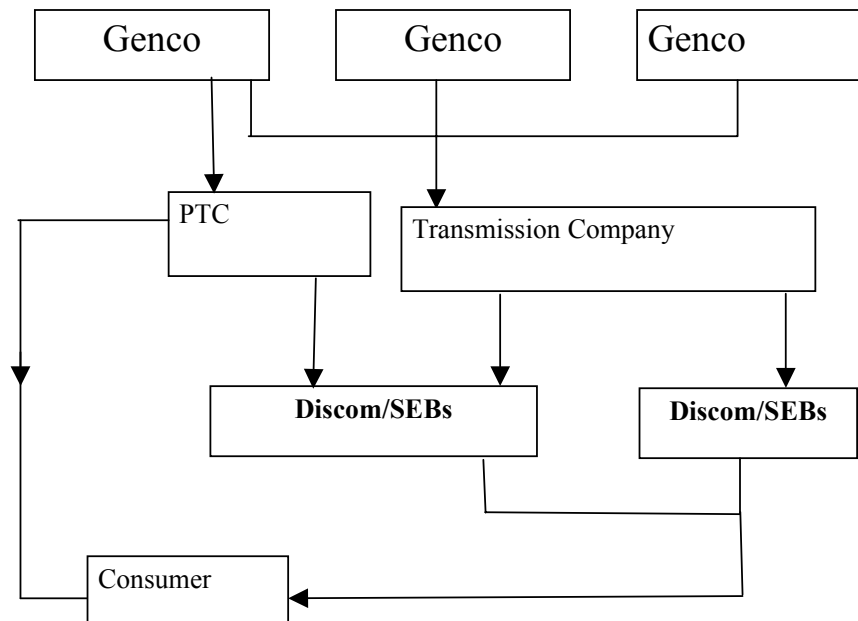 Genco
Genco
Genco
PTC
Transmission Company
Discom/SEBs
Discom/SEBs
Consumer